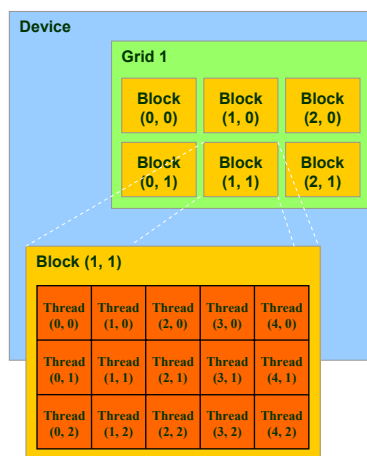 Device
Grid 1
Block Block Block
(0, 0) (1, 0) (2, 0)
Block Block Block
(0, 1) (1, 1) (2, 1)
Block (1, 1)
Thread Thread Thread Thread Thread
(0, 0) (1, 0) (2, 0) (3, 0) (4, 0)
Thread Thread Thread Thread Thread
(0, 1) (1, 1) (2, 1) (3, 1) (4, 1)
Thread Thread Thread Thread Thread
(0, 2) (1, 2) (2, 2) (3, 2) (4, 2)